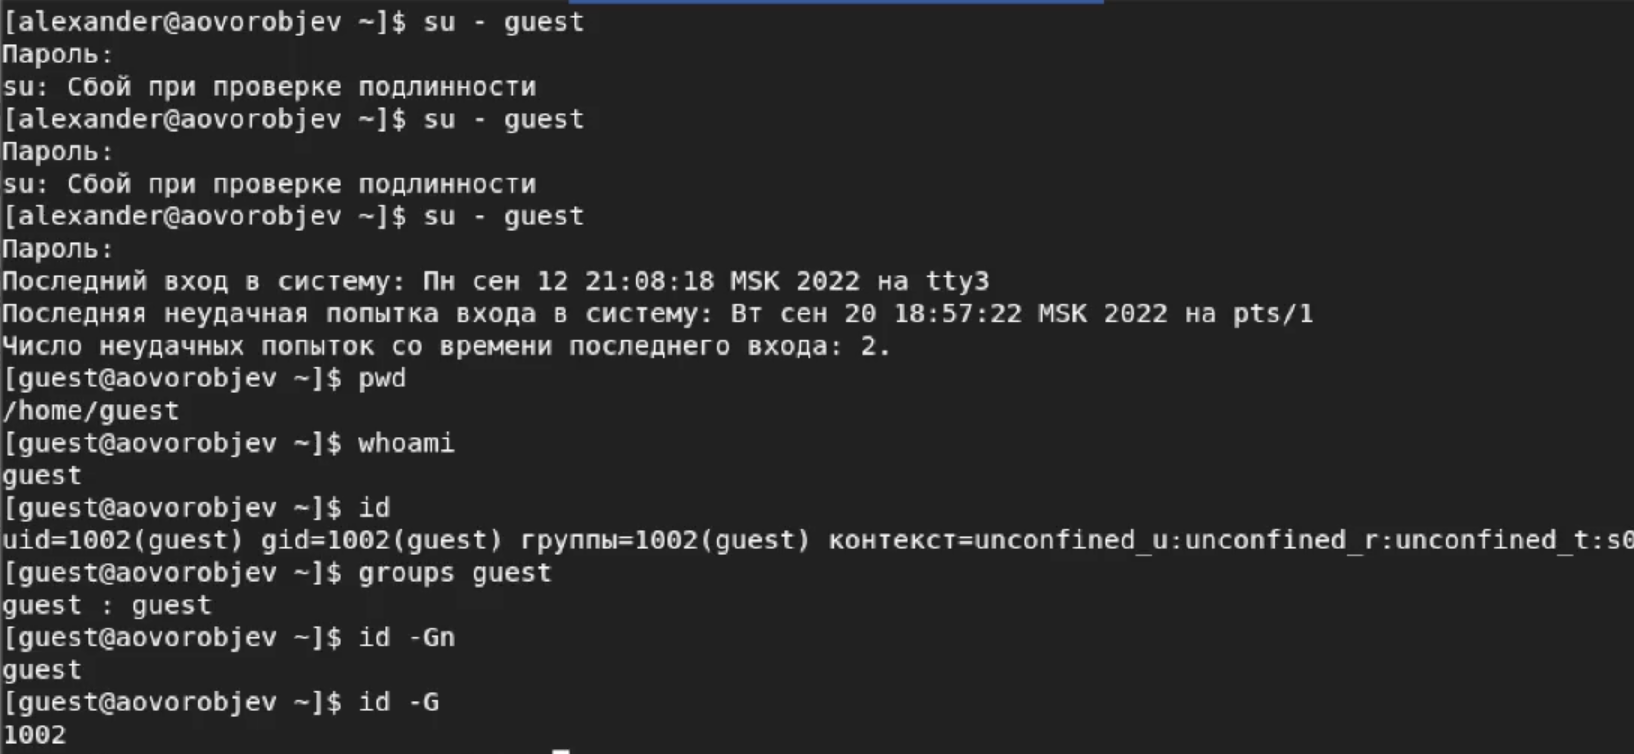 [alexander@aovorobjev ~]$ su - guest
Пароль:
su: Сбой при проверке подлинности
[alexander@aovorobjev ~]$ su - guest
Пароль:
su: Сбой при проверке подлинности
[alexander@aovorobjev ~]$ su - guest
Пароль:
Последний вход в систему: Пн сен 12 21:08:18 MSK 2022 на tty3
Последняя неудачная попытка входа в систему: Вт сен 20 18:57:22 MSK 2022 на pts/1
Число неудачных попыток со времени последнего входа: 2.
[guest@aovorobjev ~]$ pwd
/home/guest
[guest@aovorobjev ~]$ whoami
guest
[guest@aovorobjev ~]$ id
uid=1002(guest) gid=1002(guest) группы=1002(guest) контекст=unconfined_u:unconfined_r:unconfined_t:s0
[guest@aovorobjev ~]$ groups guest
guest : guest
[guest@aovorobjev ~]$ id -Gn
guest
[guest@aovorobjev ~]$ id -G
1002